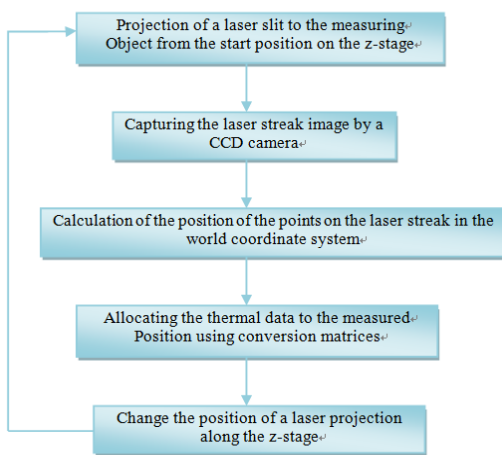 Projection of a laser slit to the measuring
Object from the start position on the z-stage
Capturing the laser streak image by a
CCD camera
Calculation of the position of the points on the laser streak in the
world coordinate system
Allocating the thermal data to the measured
Position using conversion matrices
Change the position of a laser projection
along the z-stage